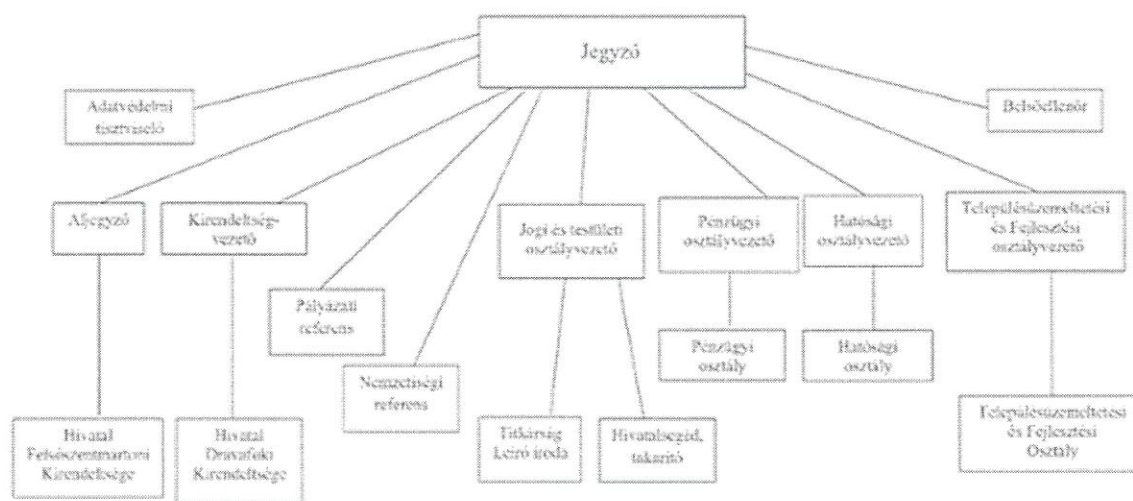 Jegyző
Adatvédelmi
tisztviselő
Belsőellenőr
Aljegyző
Kirendeltség-
vezető
Jogi és testületi
osztályvezető
Pénzügyi
osztályvezető
Hatósági
osztályvezető
Településüzemeltetési
és Fejlesztési
osztályvezető
Pályázati
referens
Nemzetiségi
referens
Pénzügyi
osztály
Hatósági
osztály
Hivatal
Felsőszentmártoni
Kirendeltsége
Hivatal
Drávafoki
Kirendeltsége
Titkárság
Leíró iroda
Hivatalsegéd,
takarító
Településüzemeltetési
és Fejlesztési
Osztály